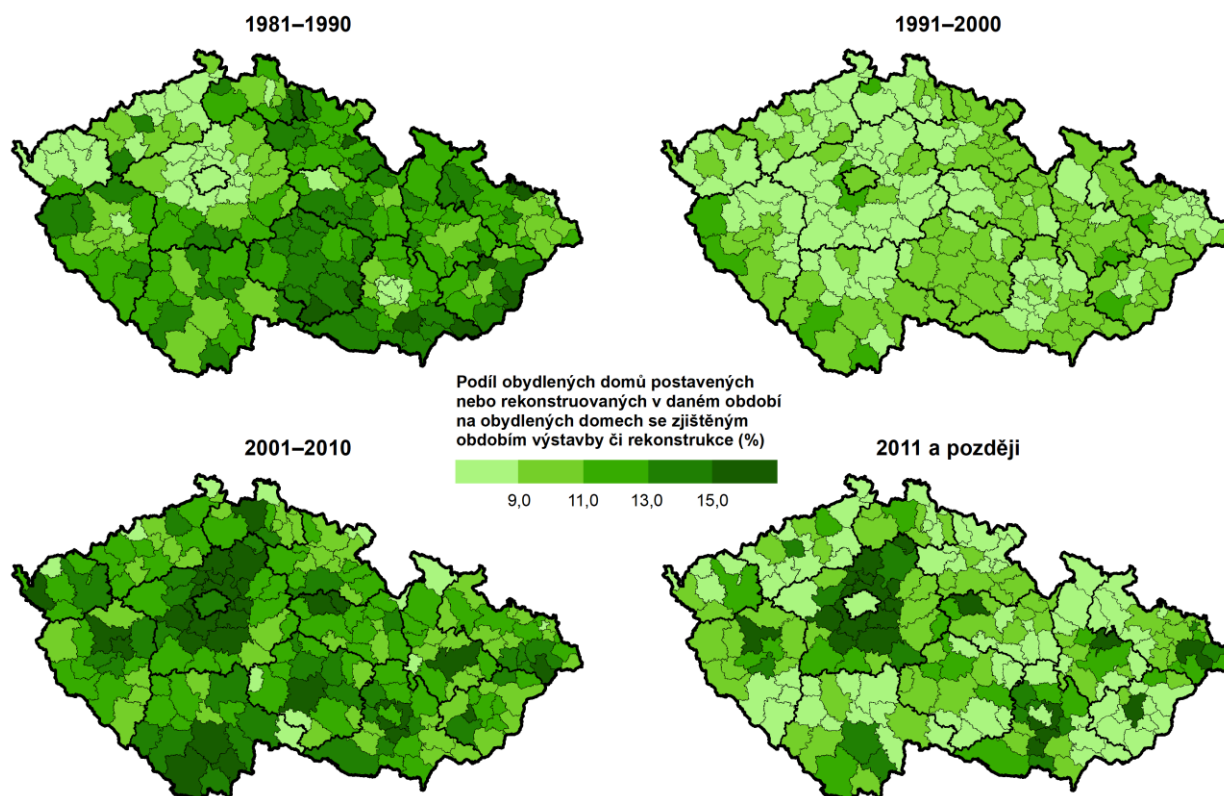 1981–1990
1991–2000
Podíl obydlených domů postavených
nebo rekonstruovaných v daném období
na obydlených domech se zjištěným
obdobím výstavby či rekonstrukce (%)
9,0 11,0 13,0 15,0
2001–2010
2011 a později